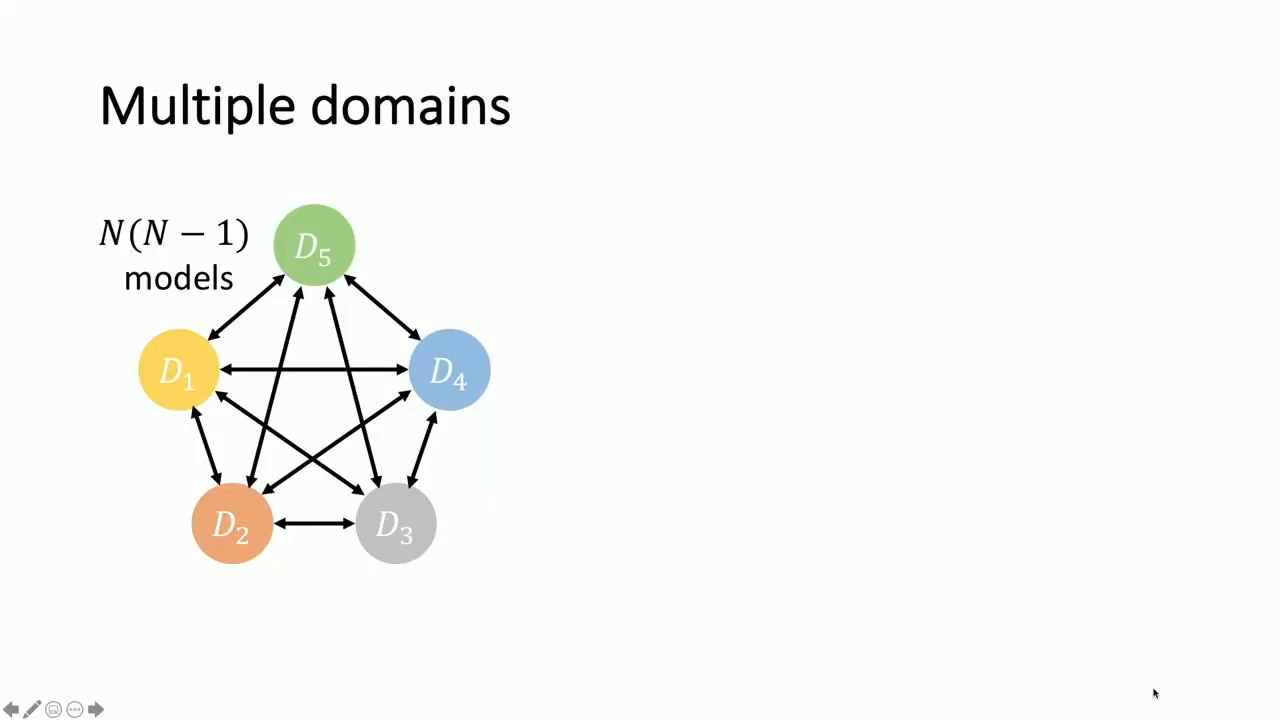 Multiple domains
N(N − 1)
models
D₅
D₁
D₄
D₂
D₃